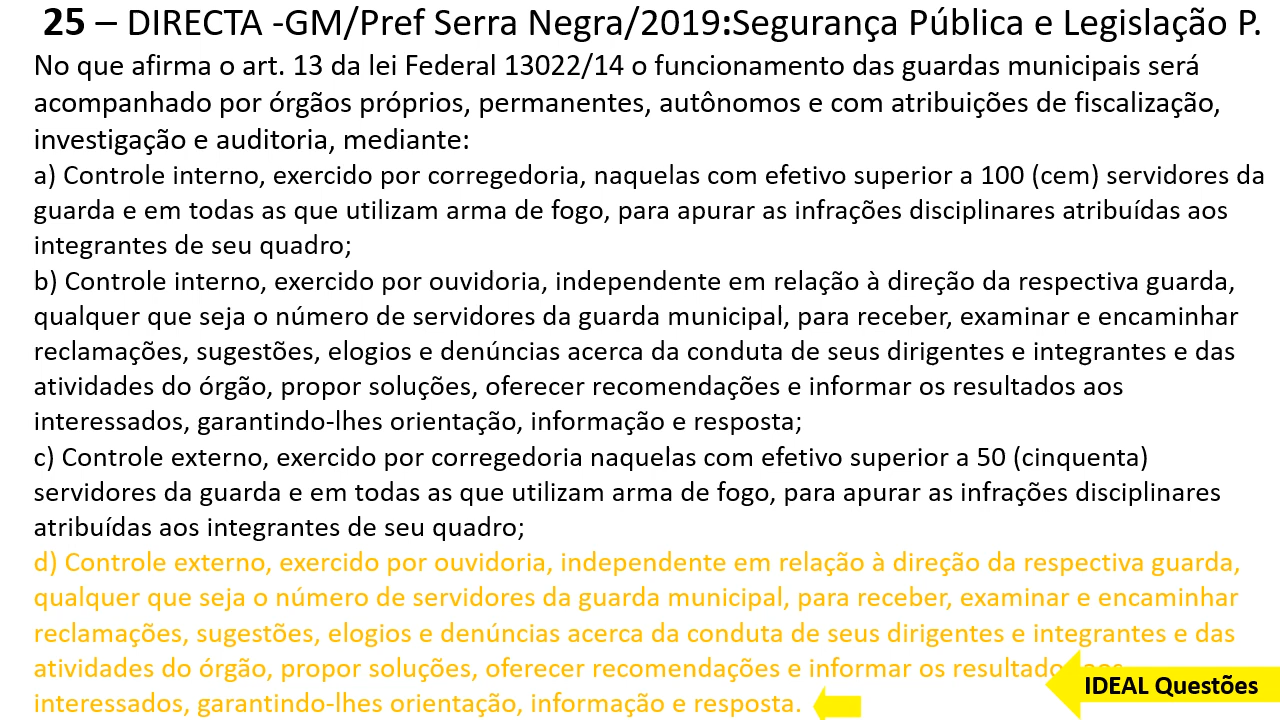 25 – DIRECTA -GM/Pref Serra Negra/2019:Segurança Pública e Legislação P.
No que afirma o art. 13 da lei Federal 13022/14 o funcionamento das guardas municipais será
acompanhado por órgãos próprios, permanentes, autônomos e com atribuições de fiscalização,
investigação e auditoria, mediante:
a) Controle interno, exercido por corregedoria, naquelas com efetivo superior a 100 (cem) servidores da
guarda e em todas as que utilizam arma de fogo, para apurar as infrações disciplinares atribuídas aos
integrantes de seu quadro;
b) Controle interno, exercido por ouvidoria, independente em relação à direção da respectiva guarda,
qualquer que seja o número de servidores da guarda municipal, para receber, examinar e encaminhar
reclamações, sugestões, elogios e denúncias acerca da conduta de seus dirigentes e integrantes e das
atividades do órgão, propor soluções, oferecer recomendações e informar os resultados aos
interessados, garantindo-lhes orientação, informação e resposta;
c) Controle externo, exercido por corregedoria naquelas com efetivo superior a 50 (cinquenta)
servidores da guarda e em todas as que utilizam arma de fogo, para apurar as infrações disciplinares
atribuídas aos integrantes de seu quadro;
d) Controle externo, exercido por ouvidoria, independente em relação à direção da respectiva guarda,
qualquer que seja o número de servidores da guarda municipal, para receber, examinar e encaminhar
reclamações, sugestões, elogios e denúncias acerca da conduta de seus dirigentes e integrantes e das
atividades do órgão, propor soluções, oferecer recomendações e informar os resultados aos
interessados, garantindo-lhes orientação, informação e resposta.
IDEAL Questões